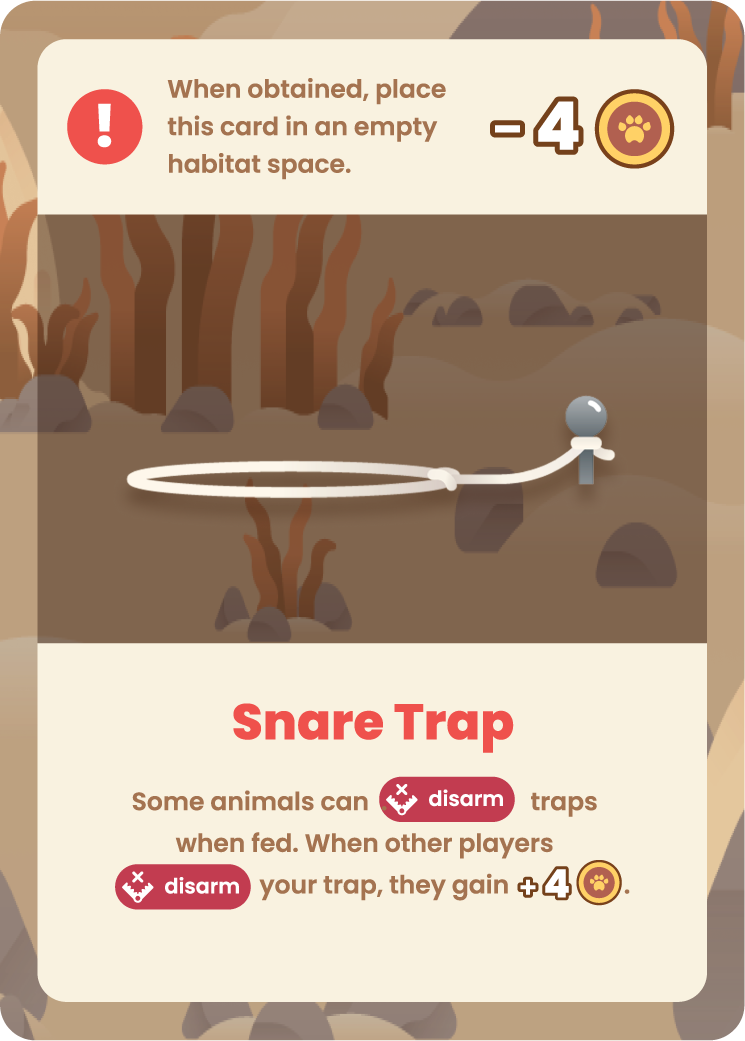 !
When obtained, place
this card in an empty
habitat space.
-4
Snare Trap
Some animals can disarm traps
when fed. When other players
disarm your trap, they gain +4 .